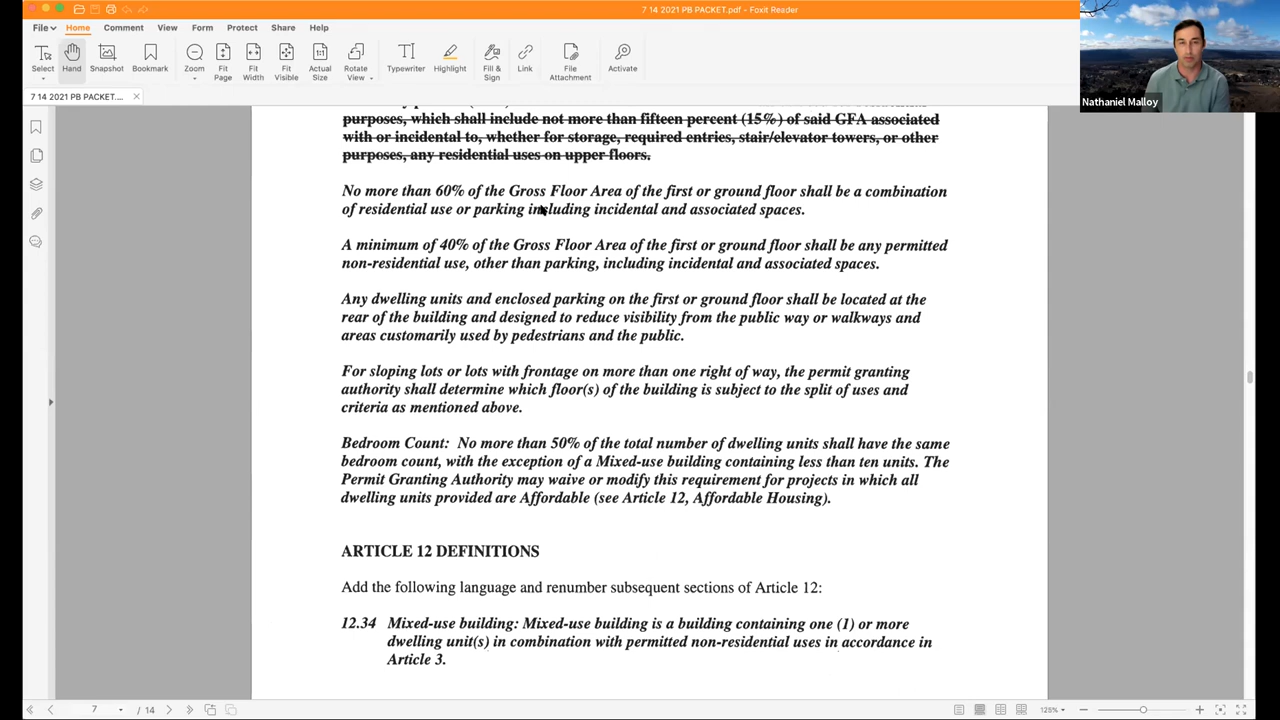 7 14 2021 PB PACKET.pdf - Foxit Reader
File Home Comment View Form Protect Share Help
Select Hand Snapshot Bookmark Zoom Fit Page Fit Width Fit Visible Actual Size Rotate View Typewriter Highlight Fill & Sign Link File Attachment Activate
Nathaniel Malloy
7 14 2021 PB PACKET....
purposes, which shall include not more than fifteen percent (15%) of said GFA associated
with or incidental to, whether for storage, required entries, stair/elevator towers, or other
purposes, any residential uses on upper floors.
No more than 60% of the Gross Floor Area of the first or ground floor shall be a combination
of residential use or parking including incidental and associated spaces.
A minimum of 40% of the Gross Floor Area of the first or ground floor shall be any permitted
non-residential use, other than parking, including incidental and associated spaces.
Any dwelling units and enclosed parking on the first or ground floor shall be located at the
rear of the building and designed to reduce visibility from the public way or walkways and
areas customarily used by pedestrians and the public.
For sloping lots or lots with frontage on more than one right of way, the permit granting
authority shall determine which floor(s) of the building is subject to the split of uses and
criteria as mentioned above.
Bedroom Count: No more than 50% of the total number of dwelling units shall have the same
bedroom count, with the exception of a Mixed-use building containing less than ten units. The
Permit Granting Authority may waive or modify this requirement for projects in which all
dwelling units provided are Affordable (see Article 12, Affordable Housing).
ARTICLE 12 DEFINITIONS
Add the following language and renumber subsequent sections of Article 12:
12.34 Mixed-use building: Mixed-use building is a building containing one (1) or more
dwelling unit(s) in combination with permitted non-residential uses in accordance in
Article 3.
7 / 14
125%